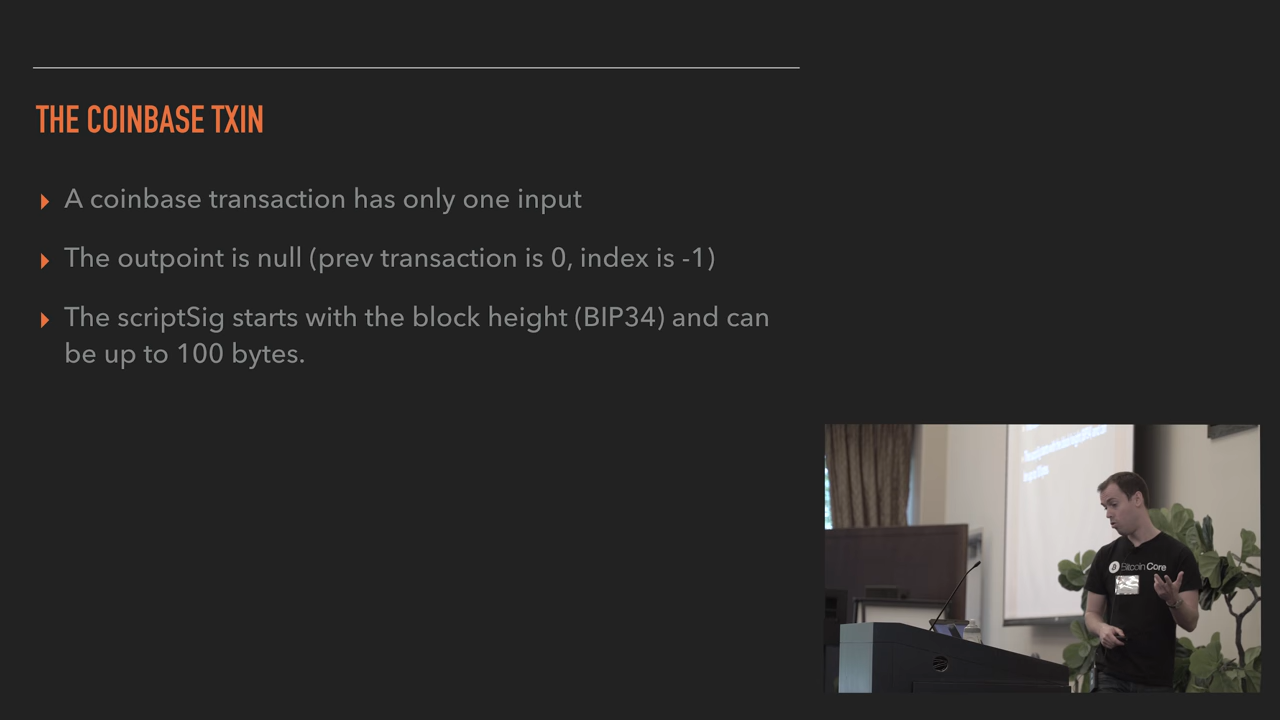 THE COINBASE TXIN
A coinbase transaction has only one input
The outpoint is null (prev transaction is 0, index is -1)
The scriptSig starts with the block height (BIP34) and can
be up to 100 bytes.
Bitcoin Core